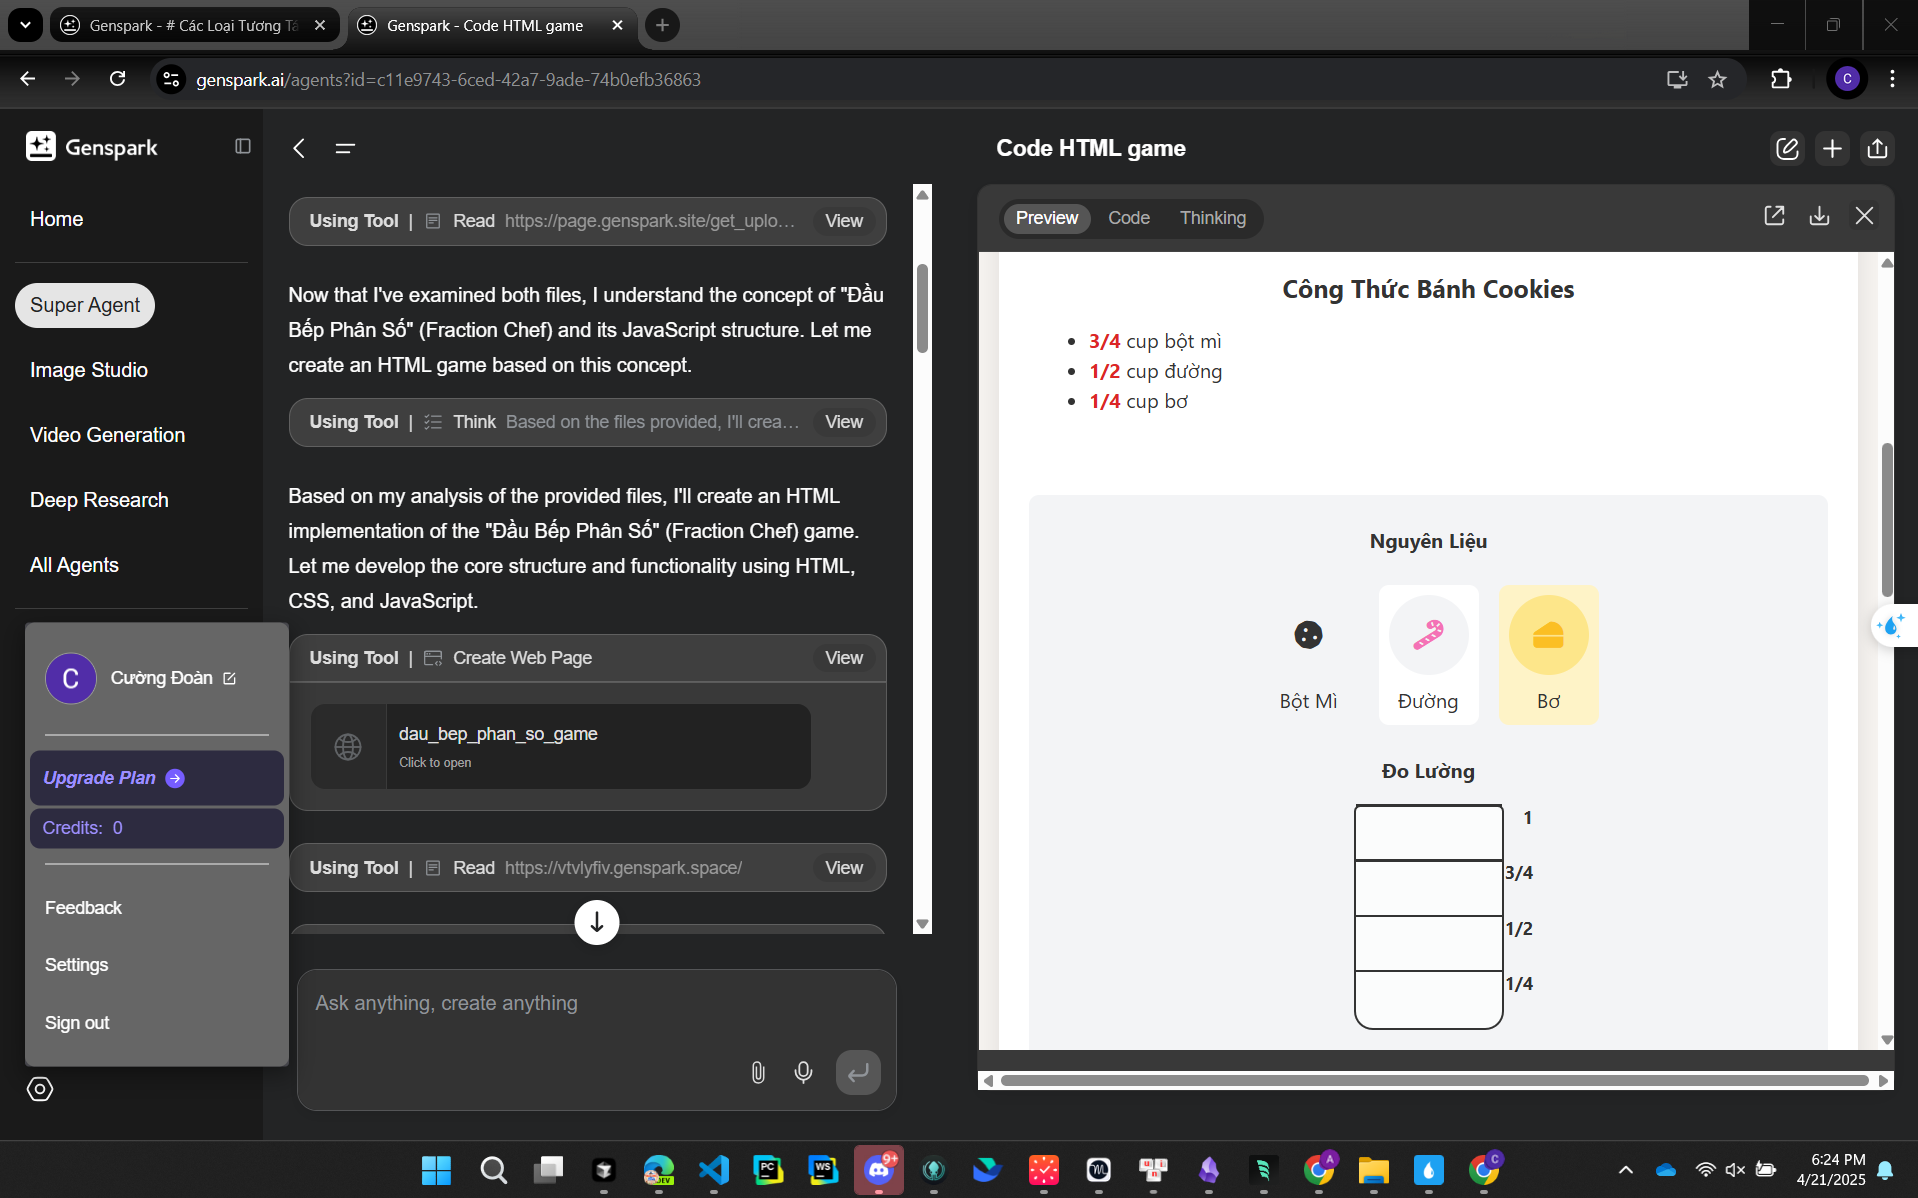 Genspark - # Các Loại Tương Tá
Genspark - Code HTML game
genspark.ai/agents?id=c11e9743-6ced-42a7-9ade-74b0efb36863
C
Genspark
Home
Super Agent
Image Studio
Video Generation
Deep Research
All Agents
C
Cường Đoàn
Upgrade Plan
Credits: 0
Feedback
Settings
Sign out
Using Tool | Read https://page.genspark.site/get_uplo... View
Now that I've examined both files, I understand the concept of "Đầu
Bếp Phân Số" (Fraction Chef) and its JavaScript structure. Let me
create an HTML game based on this concept.
Using Tool | Think Based on the files provided, I'll crea... View
Based on my analysis of the provided files, I'll create an HTML
implementation of the "Đầu Bếp Phân Số" (Fraction Chef) game.
Let me develop the core structure and functionality using HTML,
CSS, and JavaScript.
Using Tool | Create Web Page View
dau_bep_phan_so_game
Click to open
Using Tool | Read https://vtvlyfiv.genspark.space/ View
Ask anything, create anything
Code HTML game
Preview Code Thinking
Công Thức Bánh Cookies
3/4 cup bột mì
1/2 cup đường
1/4 cup bơ
Nguyên Liệu
Bột Mì Đường Bơ
Đo Lường
1
3/4
1/2
1/4
DEV
PC
WS
9+
A
C
6:24 PM
4/21/2025